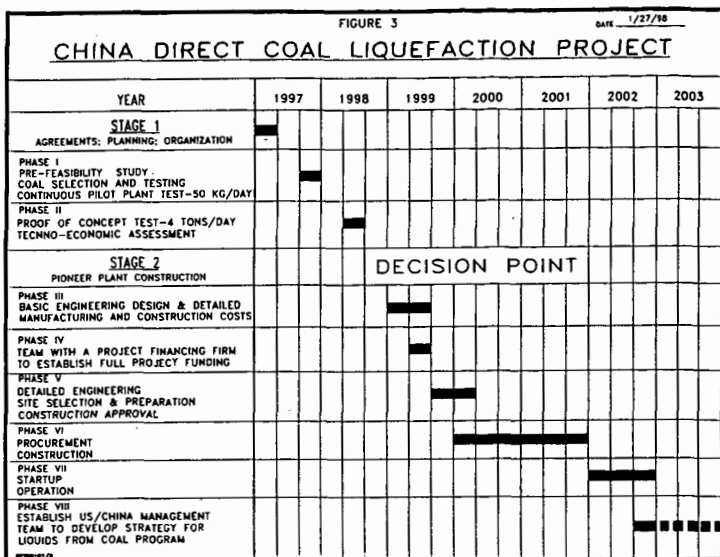 FIGURE 3
DATE 1/27/98
CHINA DIRECT COAL LIQUEFACTION PROJECT
YEAR 1997 1998 1999 2000 2001 2002 2003
STAGE 1
AGREEMENTS; PLANNING; ORGANIZATION
PHASE I
PRE-FEASIBILITY STUDY
COAL SELECTION AND TESTING
CONTINUOUS PILOT PLANT TEST-50 KG/DAY
PHASE II
PROOF OF CONCEPT TEST-4 TONS/DAY
TECHNO-ECONOMIC ASSESSMENT
STAGE 2
PIONEER PLANT CONSTRUCTION
DECISION POINT
PHASE III
BASIC ENGINEERING DESIGN & DETAILED
MANUFACTURING AND CONSTRUCTION COSTS
PHASE IV
TEAM WITH A PROJECT FINANCING FIRM
TO ESTABLISH FULL PROJECT FUNDING
PHASE V
DETAILED ENGINEERING
SITE SELECTION & PREPARATION
CONSTRUCTION APPROVAL
PHASE VI
PROCUREMENT
CONSTRUCTION
PHASE VII
STARTUP
OPERATION
PHASE VIII
ESTABLISH US/CHINA MANAGEMENT
TEAM TO DEVELOP STRATEGY FOR
LIQUIDS FROM COAL PROGRAM